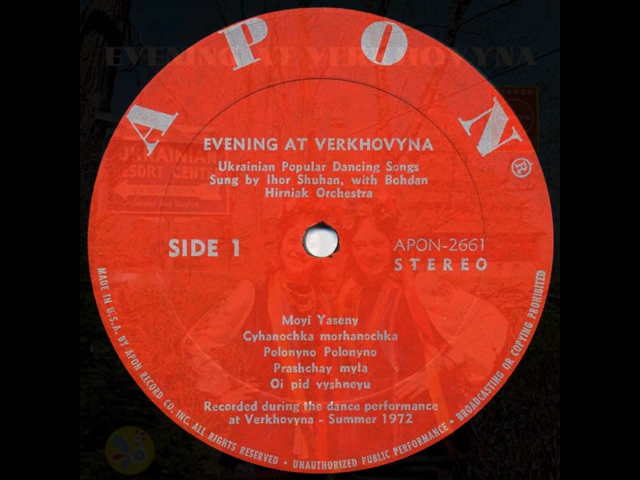 EVENING AT VERKHOVYNA
APON®
UKRAINIAN
RESORT CENTER
EVENING AT VERKHOVYNA
Ukrainian Popular Dancing Songs
Sung by Ihor Shuhan, with Bohdan
Hirniak Orchestra
SIDE 1
APON-2661
STEREO
Moyi Yaseny
Cyhanochka morhanochka
Polonyno Polonyno
Prashchay myla
Oi pid vyshneyu
Recorded during the dance performance
at Verkhovyna - Summer 1972
MADE IN U.S.A. BY APON RECORD CO. INC. ALL RIGHTS RESERVED • UNAUTHORIZED PUBLIC PERFORMANCE • BROADCASTING OR COPYING PROHIBITED